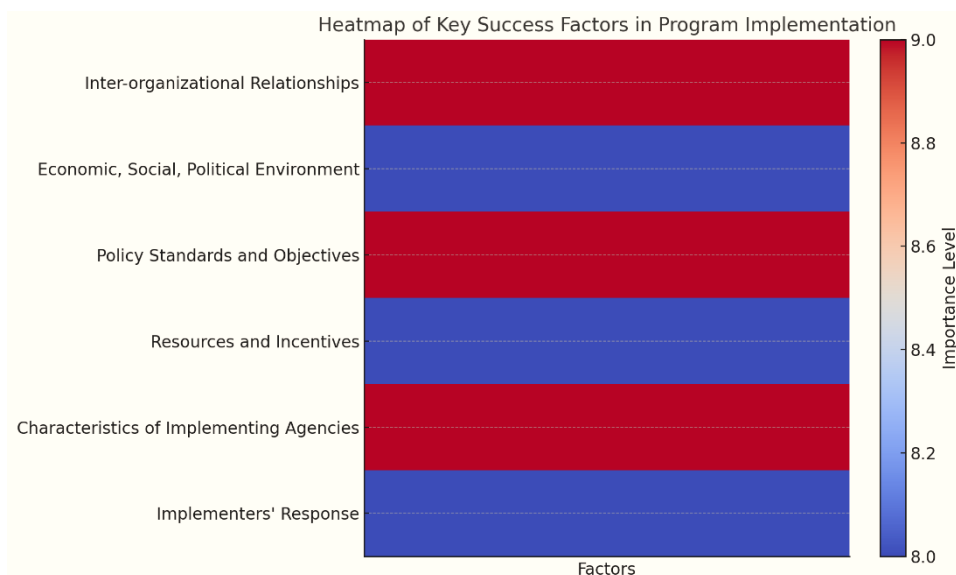 Heatmap of Key Success Factors in Program Implementation
Inter-organizational Relationships
Economic, Social, Political Environment
Policy Standards and Objectives
Resources and Incentives
Characteristics of Implementing Agencies
Implementers' Response
Factors
9.0
8.8
8.6
8.4
8.2
8.0
Importance Level